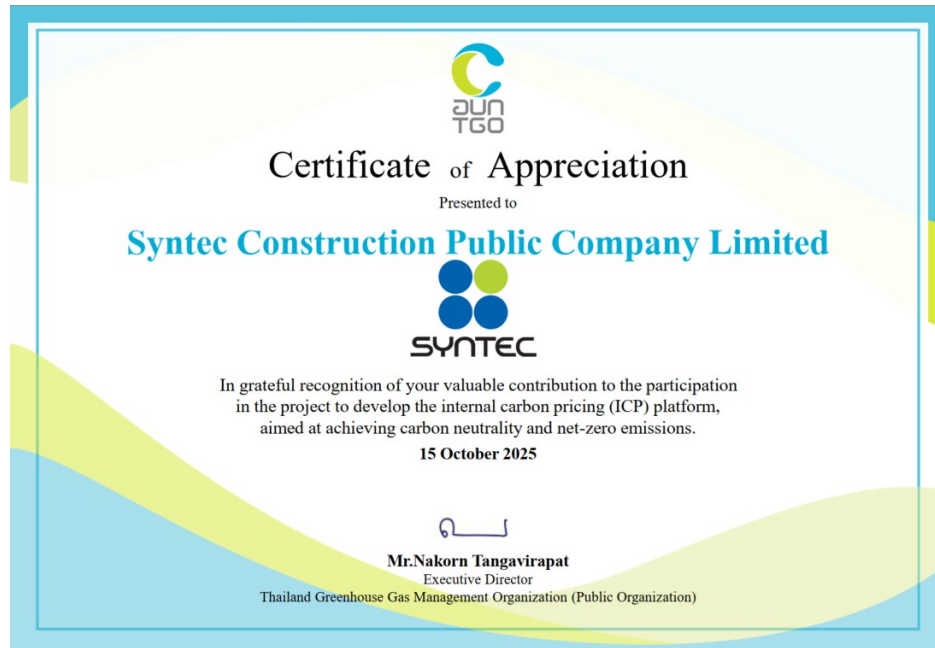 อบก
TGO
Certificate of Appreciation
Presented to
Syntec Construction Public Company Limited
SYNTEC
In grateful recognition of your valuable contribution to the participation
in the project to develop the internal carbon pricing (ICP) platform,
aimed at achieving carbon neutrality and net-zero emissions.
15 October 2025
Mr.Nakorn Tangavirapat
Executive Director
Thailand Greenhouse Gas Management Organization (Public Organization)